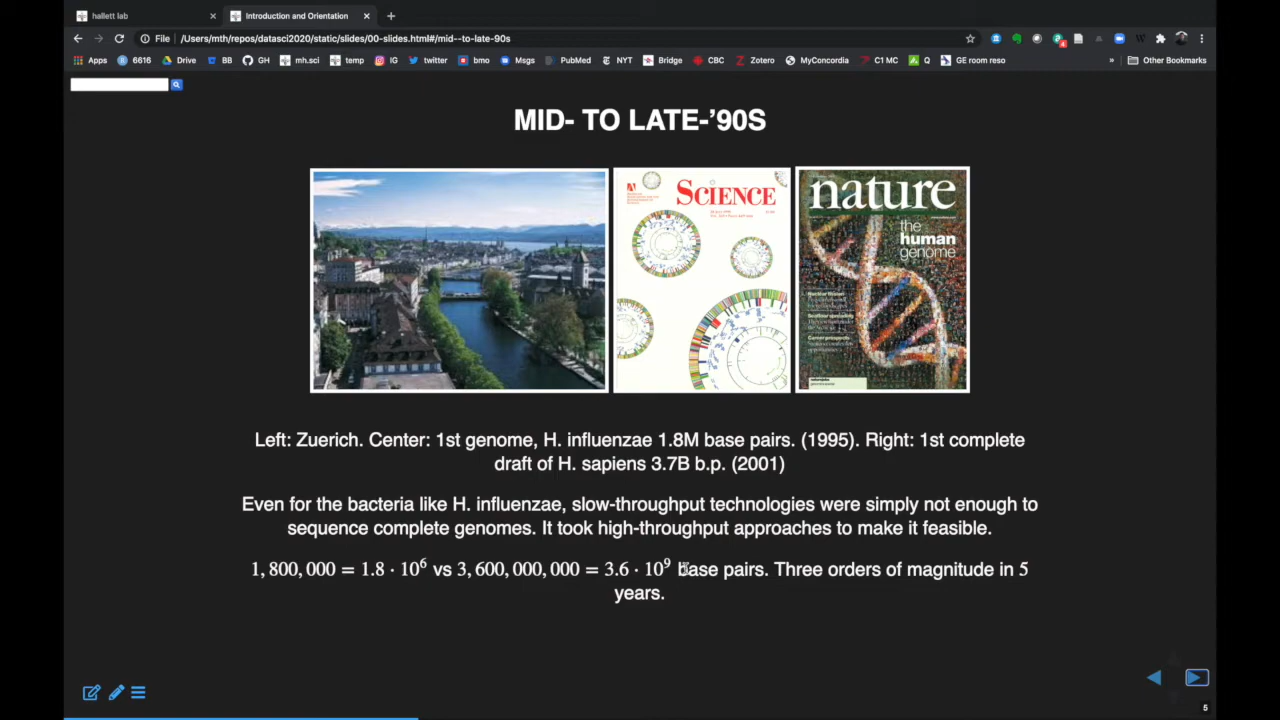 hallett lab
Introduction and Orientation
File
/Users/mth/repos/datasci2020/static/slides/00-slides.html#/mid--to-late-90s
Apps 6616 Drive BB GH mh.sci temp IG twitter bmo Msgs PubMed NYT Bridge CBC Zotero MyConcordia C1 MC Q GE room reso » Other Bookmarks
MID- TO LATE-’90S
SCIENCE
nature
the
human
genome
Left: Zuerich. Center: 1st genome, H. influenzae 1.8M base pairs. (1995). Right: 1st complete
draft of H. sapiens 3.7B b.p. (2001)
Even for the bacteria like H. influenzae, slow-throughput technologies were simply not enough to
sequence complete genomes. It took high-throughput approaches to make it feasible.
1, 800, 000 = 1.8 · 10⁶ vs 3, 600, 000, 000 = 3.6 · 10⁹ base pairs. Three orders of magnitude in 5
years.
5